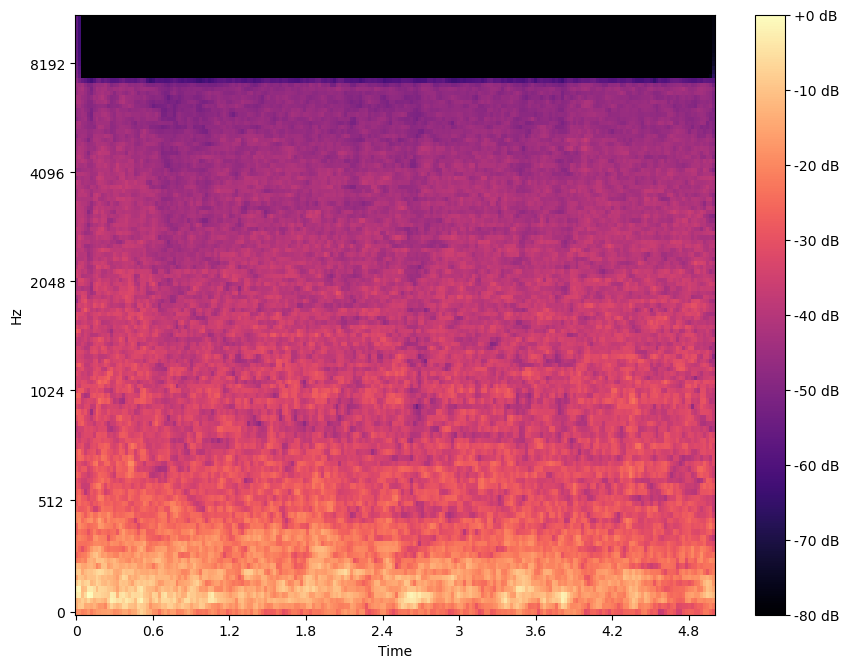 +0 dB
8192
-10 dB
4096
-20 dB
-30 dB
2048
Hz
-40 dB
1024
-50 dB
512
-60 dB
-70 dB
0
-80 dB
0 0.6 1.2 1.8 2.4 3 3.6 4.2 4.8
Time